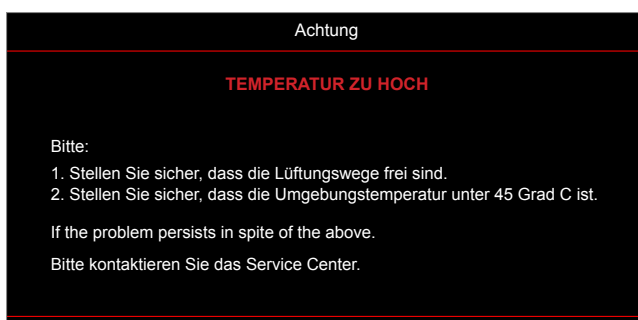 Achtung
TEMPERATUR ZU HOCH
Bitte:
1. Stellen Sie sicher, dass die Lüftungswege frei sind.
2. Stellen Sie sicher, dass die Umgebungstemperatur unter 45 Grad C ist.
If the problem persists in spite of the above.
Bitte kontaktieren Sie das Service Center.